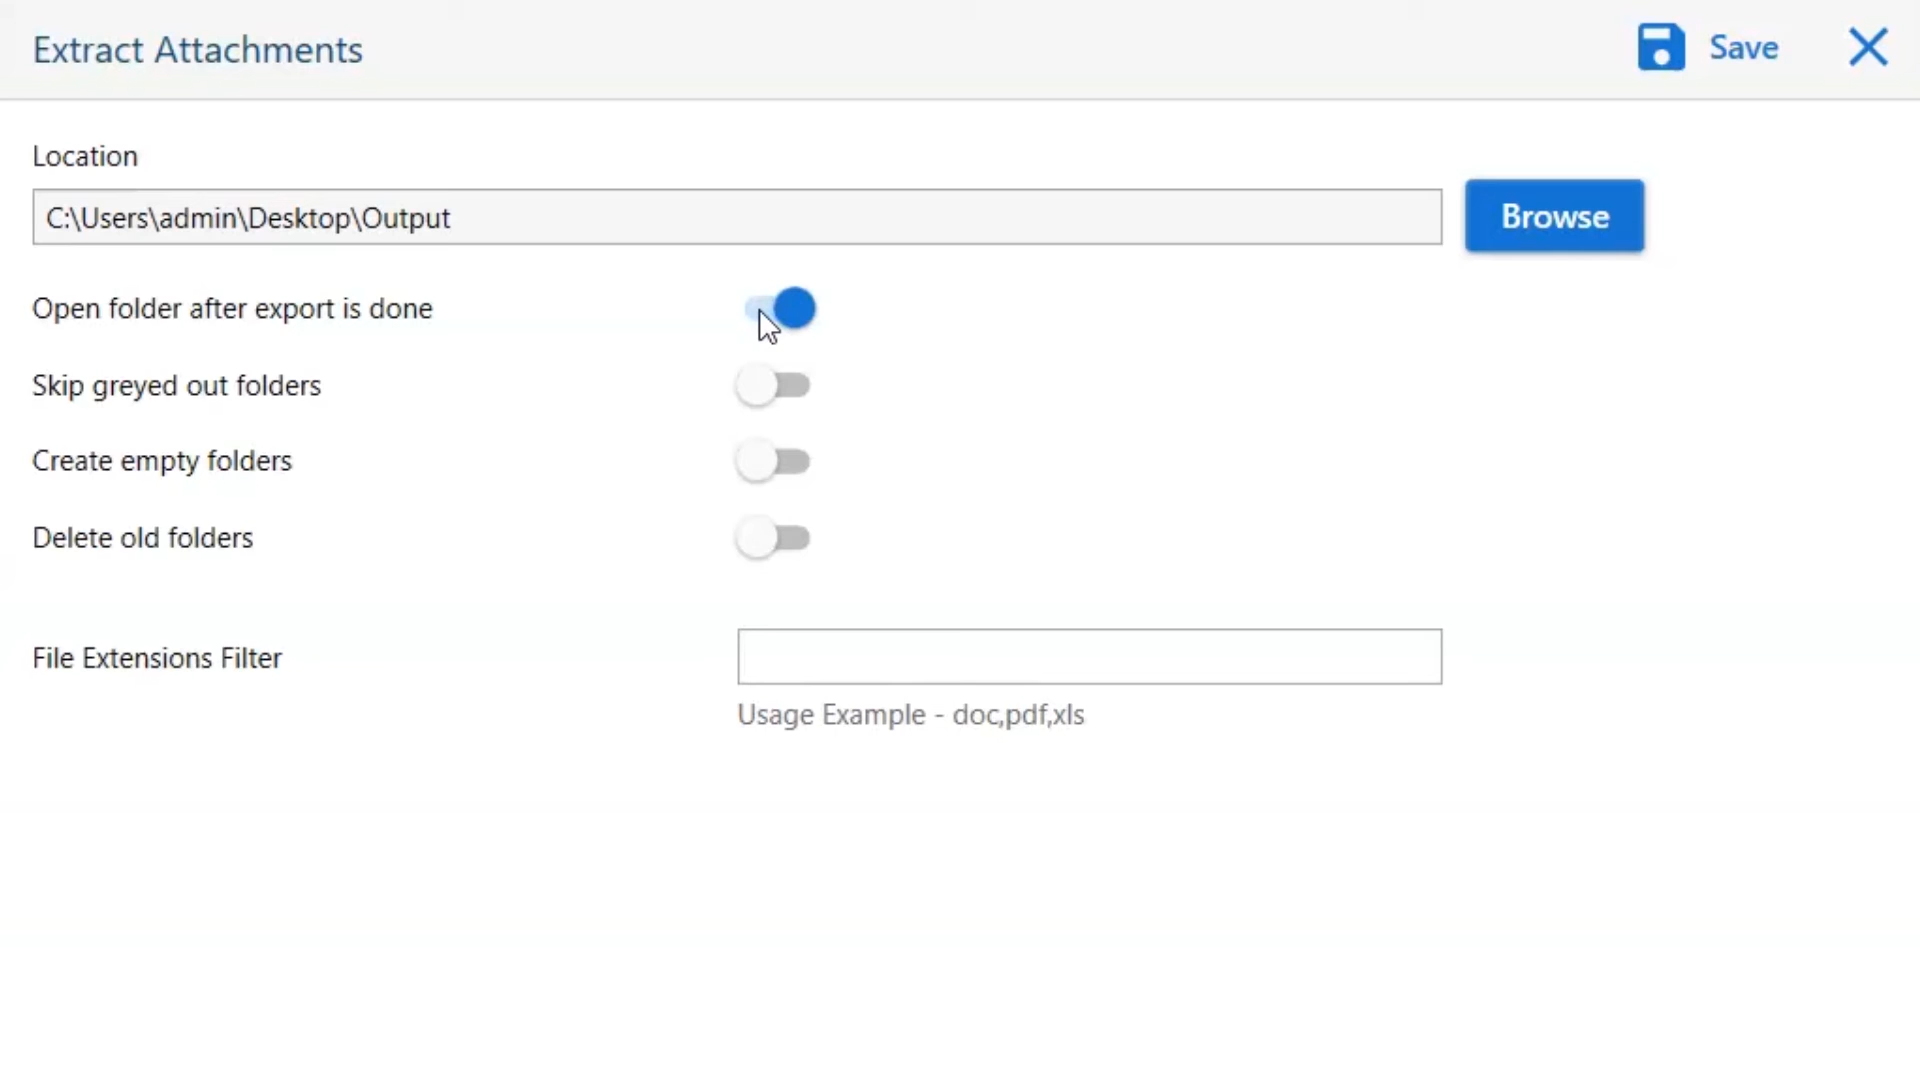 Extract Attachments
Save
Location
C:\Users\admin\Desktop\Output
Browse
Open folder after export is done
Skip greyed out folders
Create empty folders
Delete old folders
File Extensions Filter
Usage Example - doc,pdf,xls